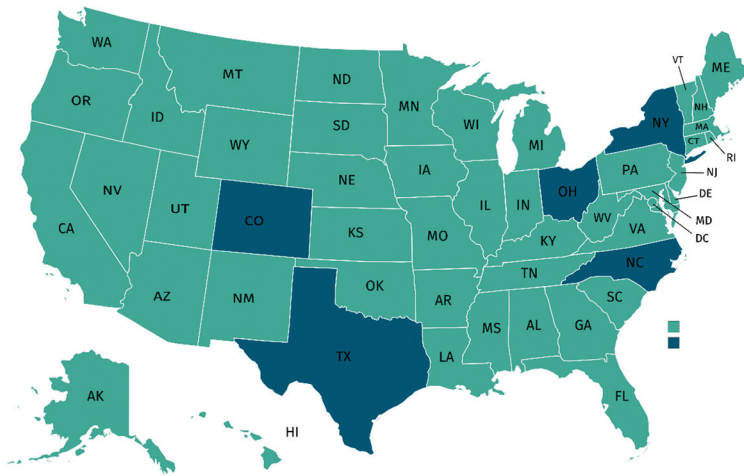 WA
MT
ND
MN
VT
ME
OR
ID
SD
WI
MI
NH
NY
MA
CT
RI
WY
NV
UT
CO
NE
IA
IL
IN
OH
PA
NJ
DE
MD
DC
CA
KS
MO
KY
WV
VA
AZ
NM
OK
AR
TN
NC
SC
TX
LA
MS
AL
GA
FL
AK
HI